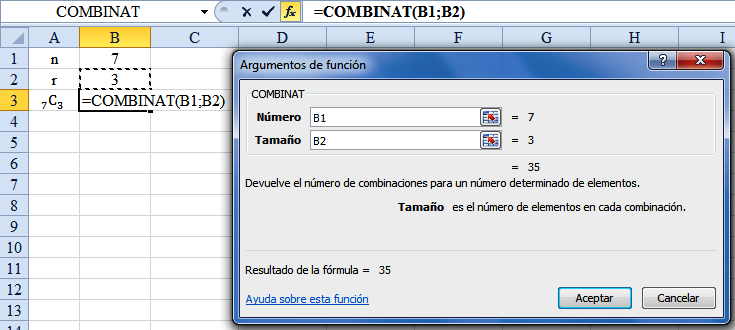 COMBINAT fx =COMBINAT(B1;B2)
A B C D E F G H I
1 n 7
2 r 3
3 ₇C₃ =COMBINAT(B1;B2)
4
5
6
7
8
9
10
11
12
13
14
Argumentos de función
?
COMBINAT
Número B1 = 7
Tamaño B2 = 3
= 35
Devuelve el número de combinaciones para un número determinado de elementos.
Tamaño es el número de elementos en cada combinación.
Resultado de la fórmula = 35
Ayuda sobre esta función
Aceptar Cancelar